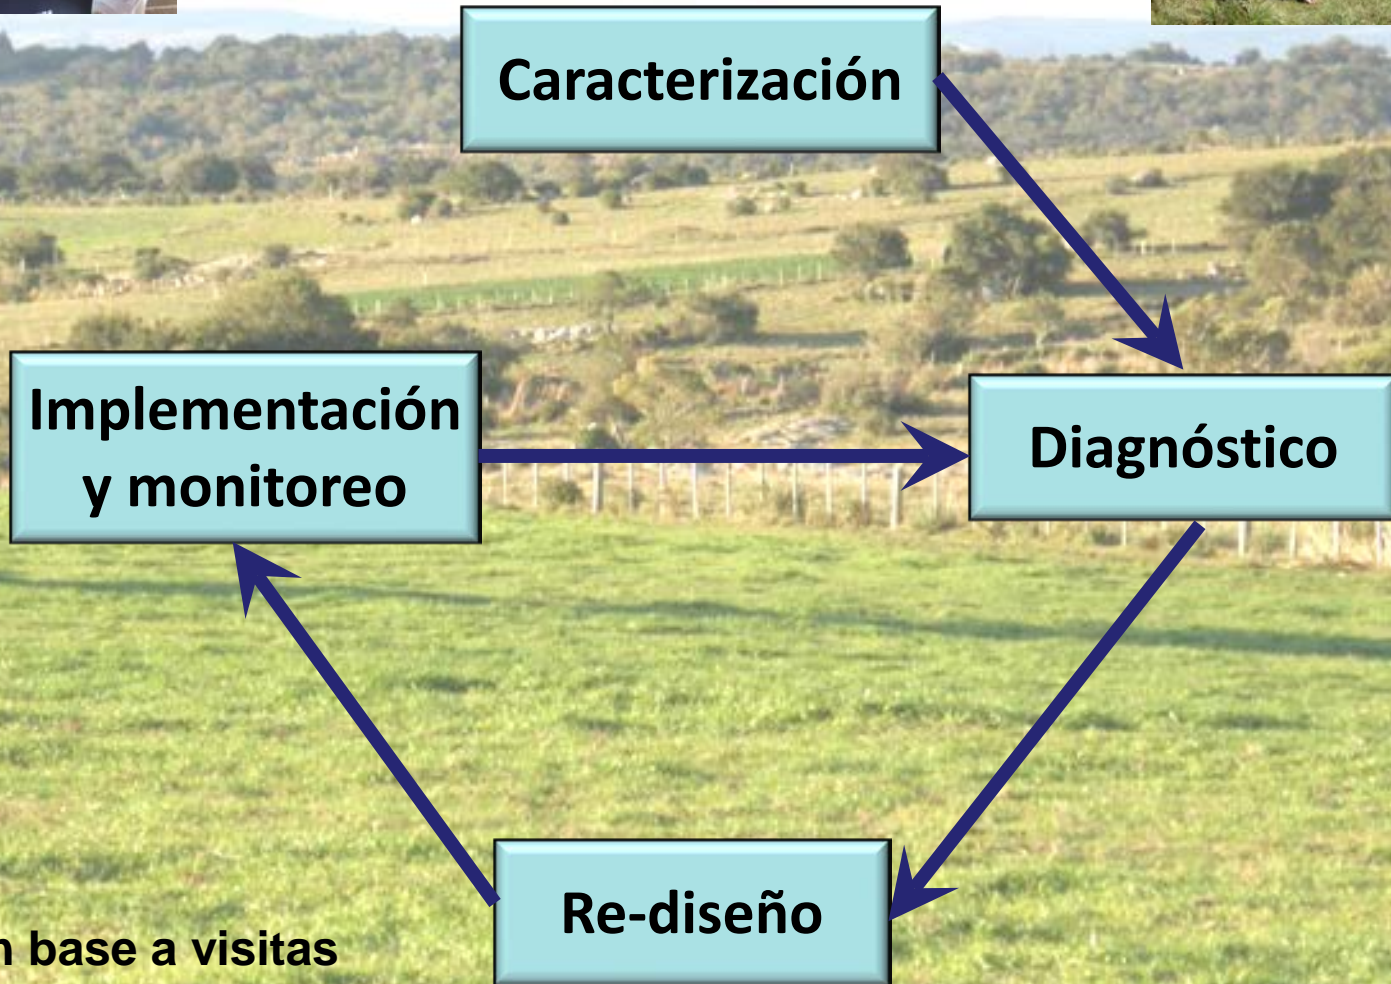 Caracterización
Implementación
y monitoreo
Diagnóstico
Re-diseño
base a visitas